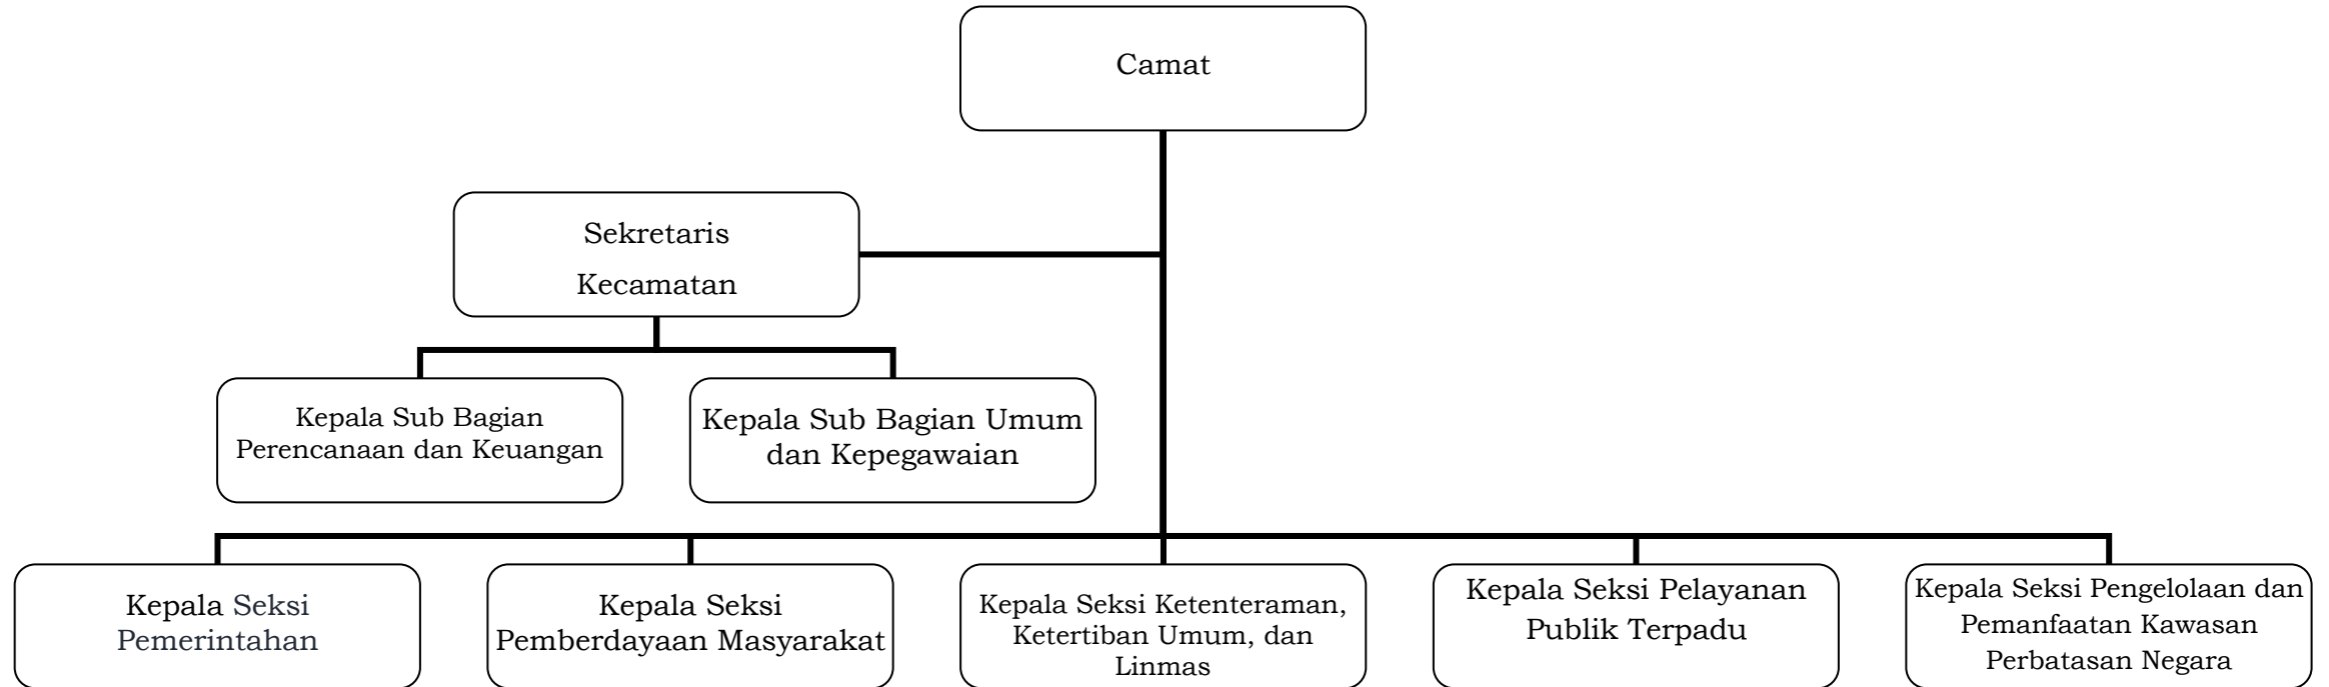 Camat
Sekretaris
Kecamatan
Kepala Sub Bagian
Perencanaan dan Keuangan
Kepala Sub Bagian Umum
dan Kepegawaian
Kepala Seksi
Pemerintahan
Kepala Seksi
Pemberdayaan Masyarakat
Kepala Seksi Ketenteraman,
Ketertiban Umum, dan
Linmas
Kepala Seksi Pelayanan
Publik Terpadu
Kepala Seksi Pengelolaan dan
Pemanfaatan Kawasan
Perbatasan Negara